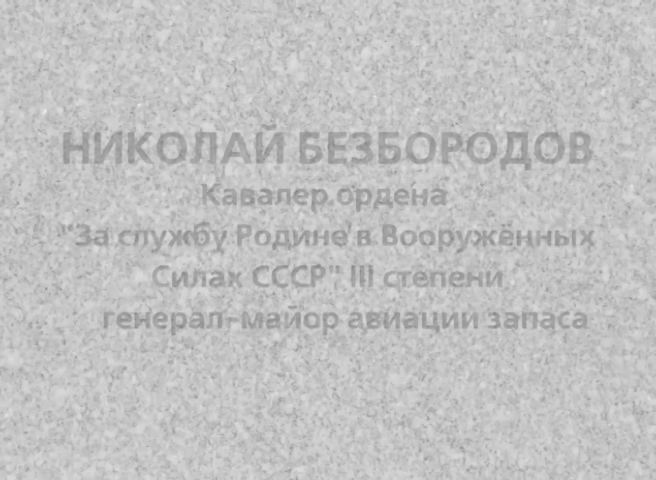 НИКОЛАЙ БЕЗБОРОДОВ
Кавалер ордена
"За службу Родине в Вооружённых
Силах СССР" III степени
генерал-майор авиации запаса